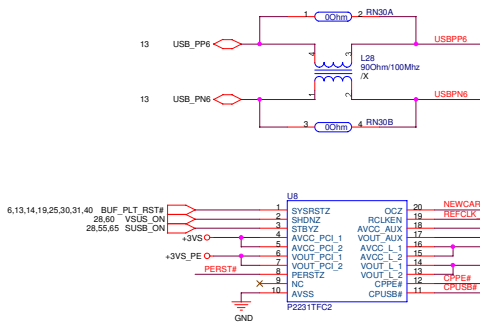 1 0Ohm 2 RN30A
13 USB_PP6 USBPP6
4 3
L28
90Ohm/100Mhz
/X
1 2
13 USB_PN6 USBPN6
3 0Ohm 4 RN30B
U8
6,13,14,19,25,30,31,40 BUF_PLT_RST# 1 SYSRSTZ OCZ 20 NEWCAR
28,60 VSUS_ON 2 SHDNZ RCLKEN 19 REFCLK
28,55,65 SUSB_ON 3 STBYZ AVCC_AUX 18
+3VS 4 AVCC_PCI_1 VOUT_AUX 17
5 AVCC_PCI_2 AVCC_L_1 16
+3VS_PE 6 VOUT_PCI_1 AVCC_L_2 15
7 VOUT_PCI_2 VOUT_L_1 14
PERST# 8 PERSTZ VOUT_L_2 13
9 NC CPPE# 12 CPPE#
10 AVSS CPUSB# 11 CPUSB#
P2231TFC2
GND